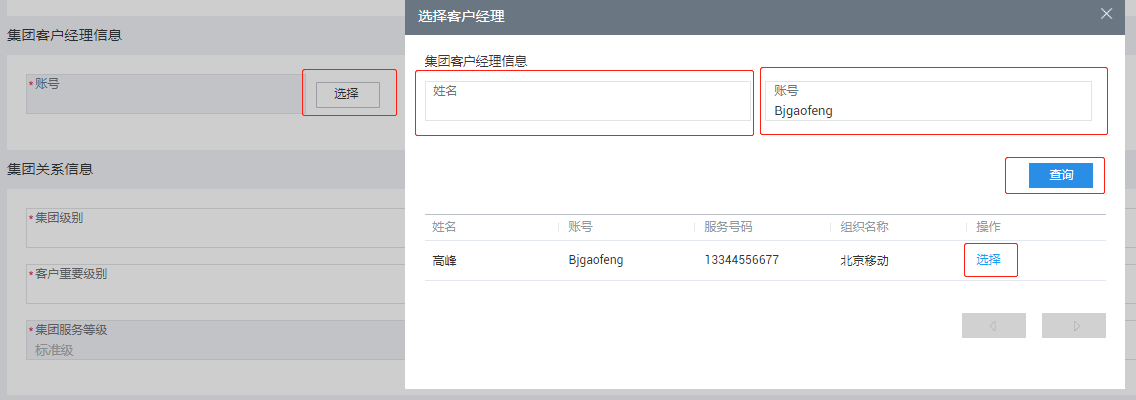 集团客户经理信息
*账号
选择
集团关系信息
*集团级别
*客户重要级别
*集团服务等级
标准级
选择客户经理
集团客户经理信息
姓名
账号
Bjgaofeng
查询
姓名 账号 服务号码 组织名称 操作
高峰 Bjgaofeng 13344556677 北京移动 选择